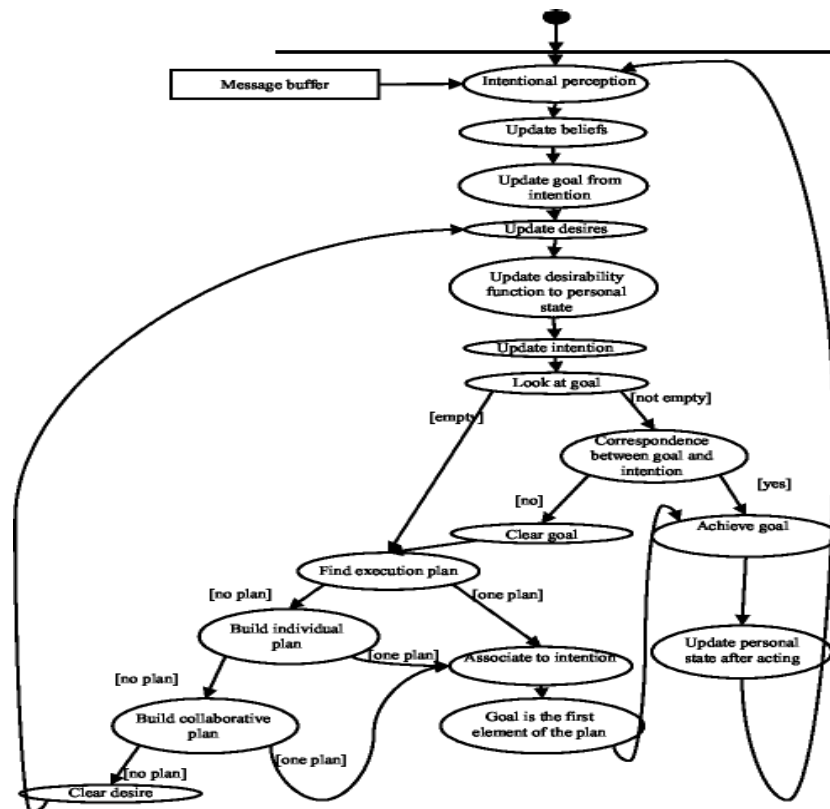 Message buffer
Intentional perception
Update beliefs
Update goal from
intention
Update desires
Update desirability
function to personal
state
Update intention
Look at goal
[empty]
[not empty]
Correspondence
between goal and
intention
[no]
[yes]
Clear goal
Achieve goal
Find execution plan
[no plan]
[one plan]
Build individual
plan
[one plan]
Associate to intention
Update personal
state after acting
[no plan]
Build collaborative
plan
[one plan]
Goal is the first
element of the plan
[no plan]
Clear desire